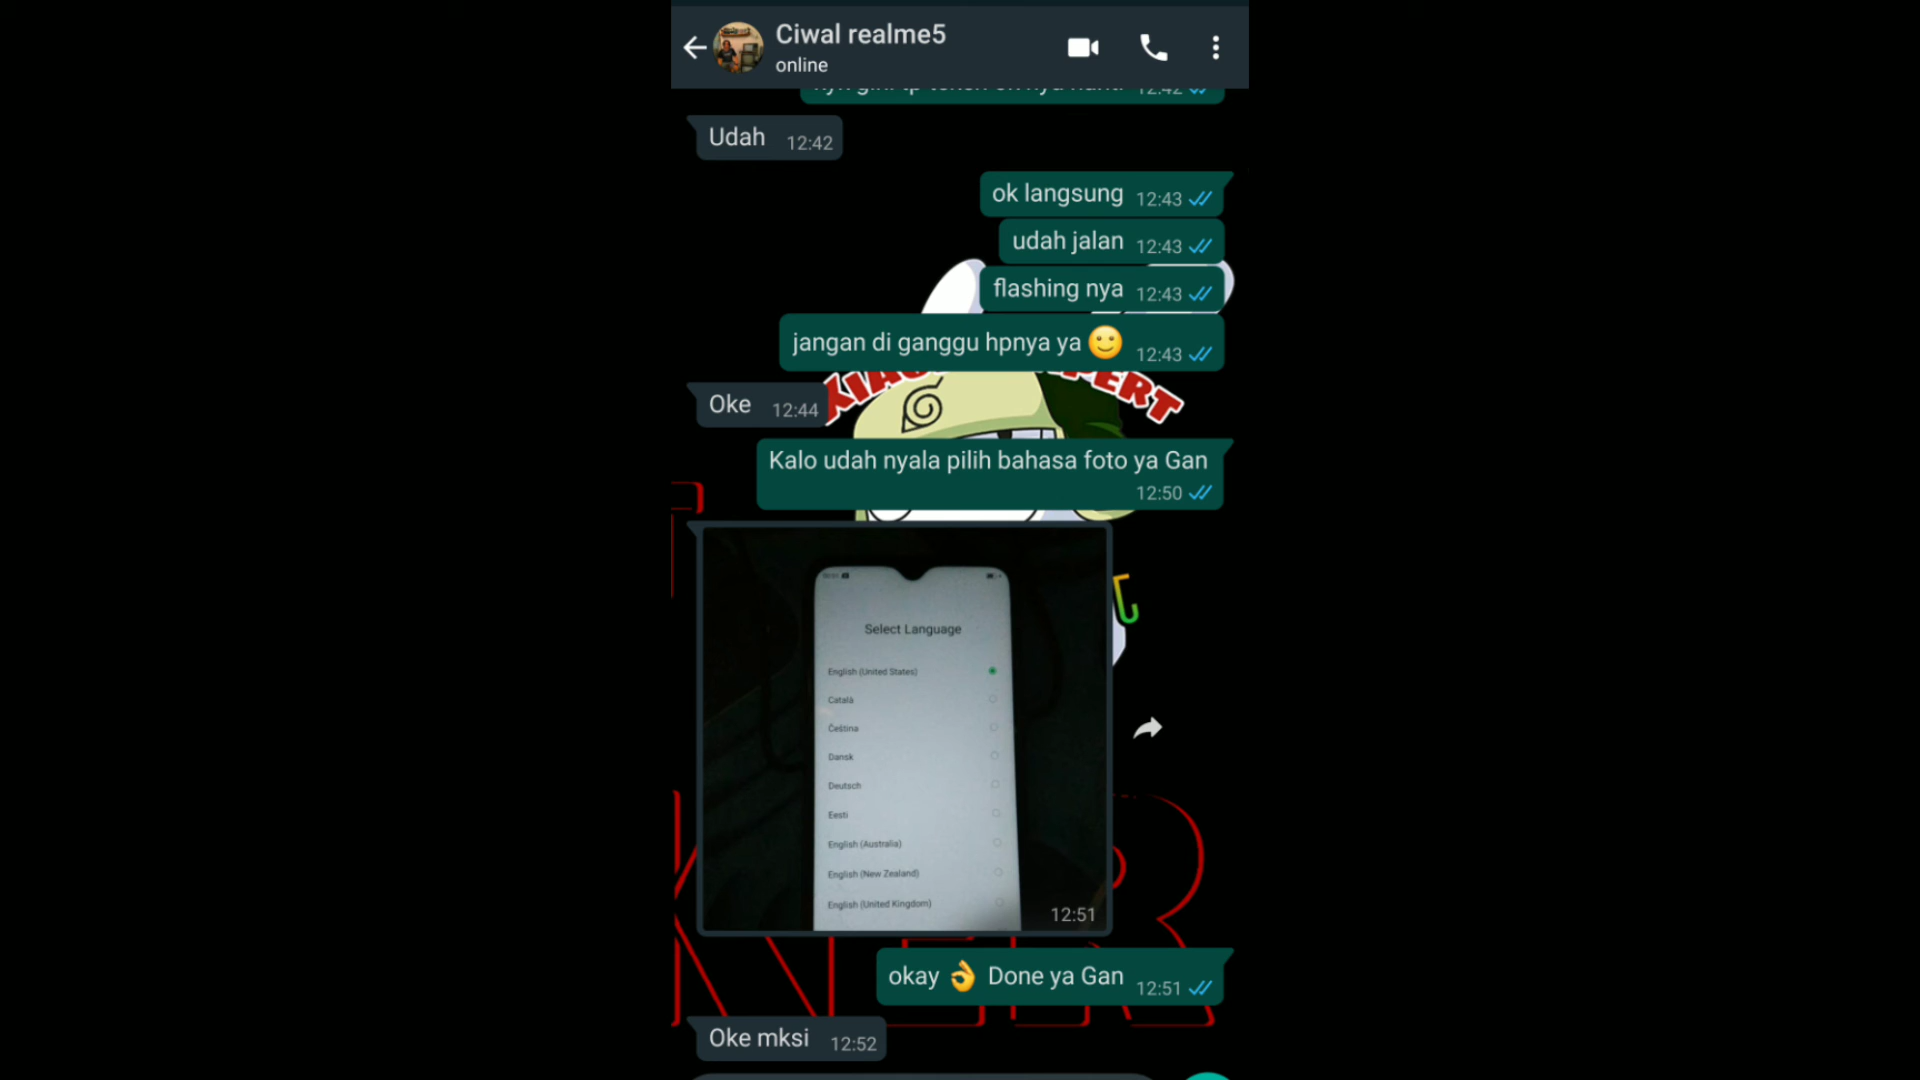 Ciwal realme5
online
12:42
Udah 12:42
ok langsung 12:43
udah jalan 12:43
flashing nya 12:43
jangan di ganggu hpnya ya 🙂 12:43
Oke 12:44
Kalo udah nyala pilih bahasa foto ya Gan
12:50
Select Language
English (United States)
Català
Čeština
Dansk
Deutsch
Eesti
English (Australia)
English (New Zealand)
English (United Kingdom)
12:51
okay 👌 Done ya Gan 12:51
Oke mksi 12:52